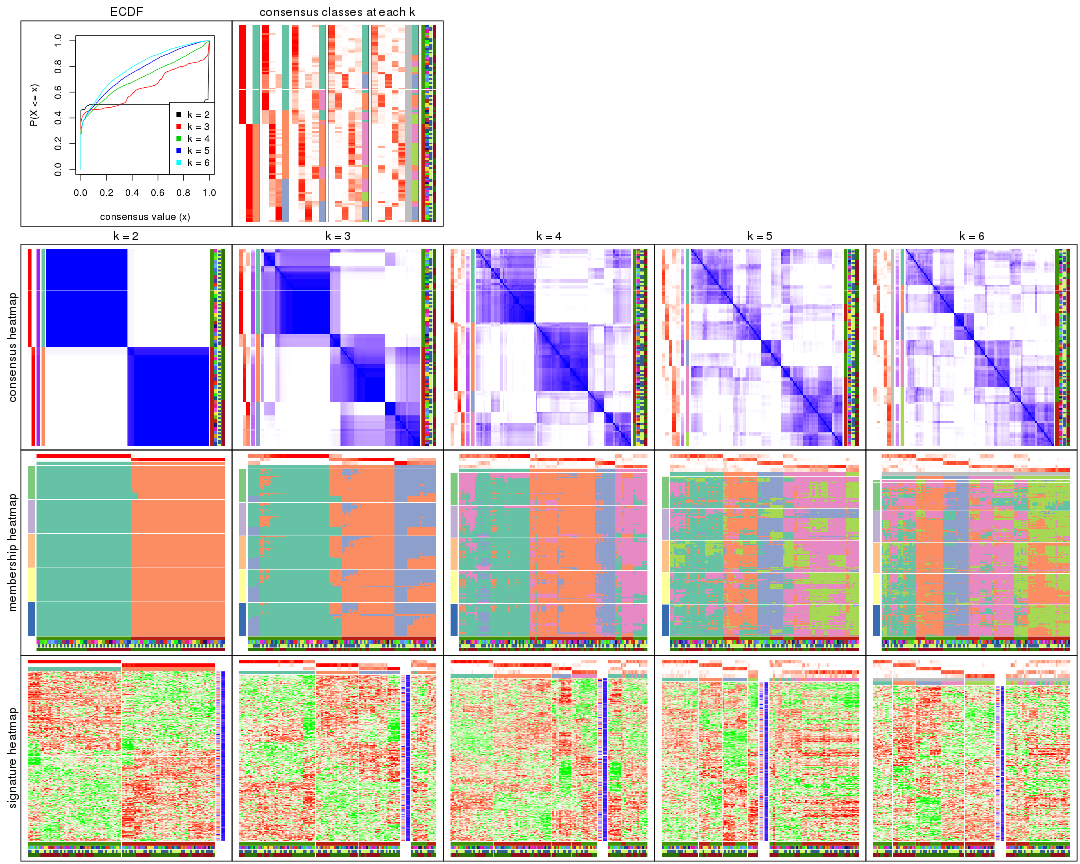 ECDF
consensus classes at each k
P(X <= x)
0.0 0.2 0.4 0.6 0.8 1.0
k = 2
k = 3
k = 4
k = 5
k = 6
0.0 0.2 0.4 0.6 0.8 1.0
consensus value (x)
k = 2
k = 3
k = 4
k = 5
k = 6
consensus heatmap
membership heatmap
signature heatmap